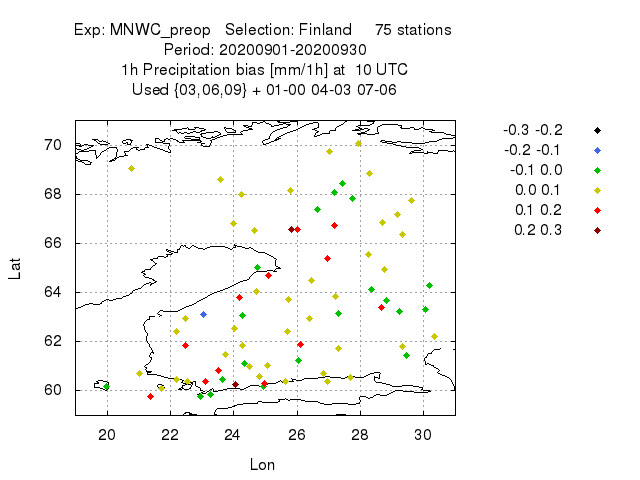 Exp: MNWC_preop   Selection: Finland     75 stations
Period: 20200901-20200930
1h Precipitation bias [mm/1h] at  10 UTC
Used {03,06,09} + 01-00 04-03 07-06
-0.3 -0.2
-0.2 -0.1
-0.1 0.0
0.0 0.1
0.1 0.2
0.2 0.3
70
68
66
64
62
60
Lat
20 22 24 26 28 30
Lon